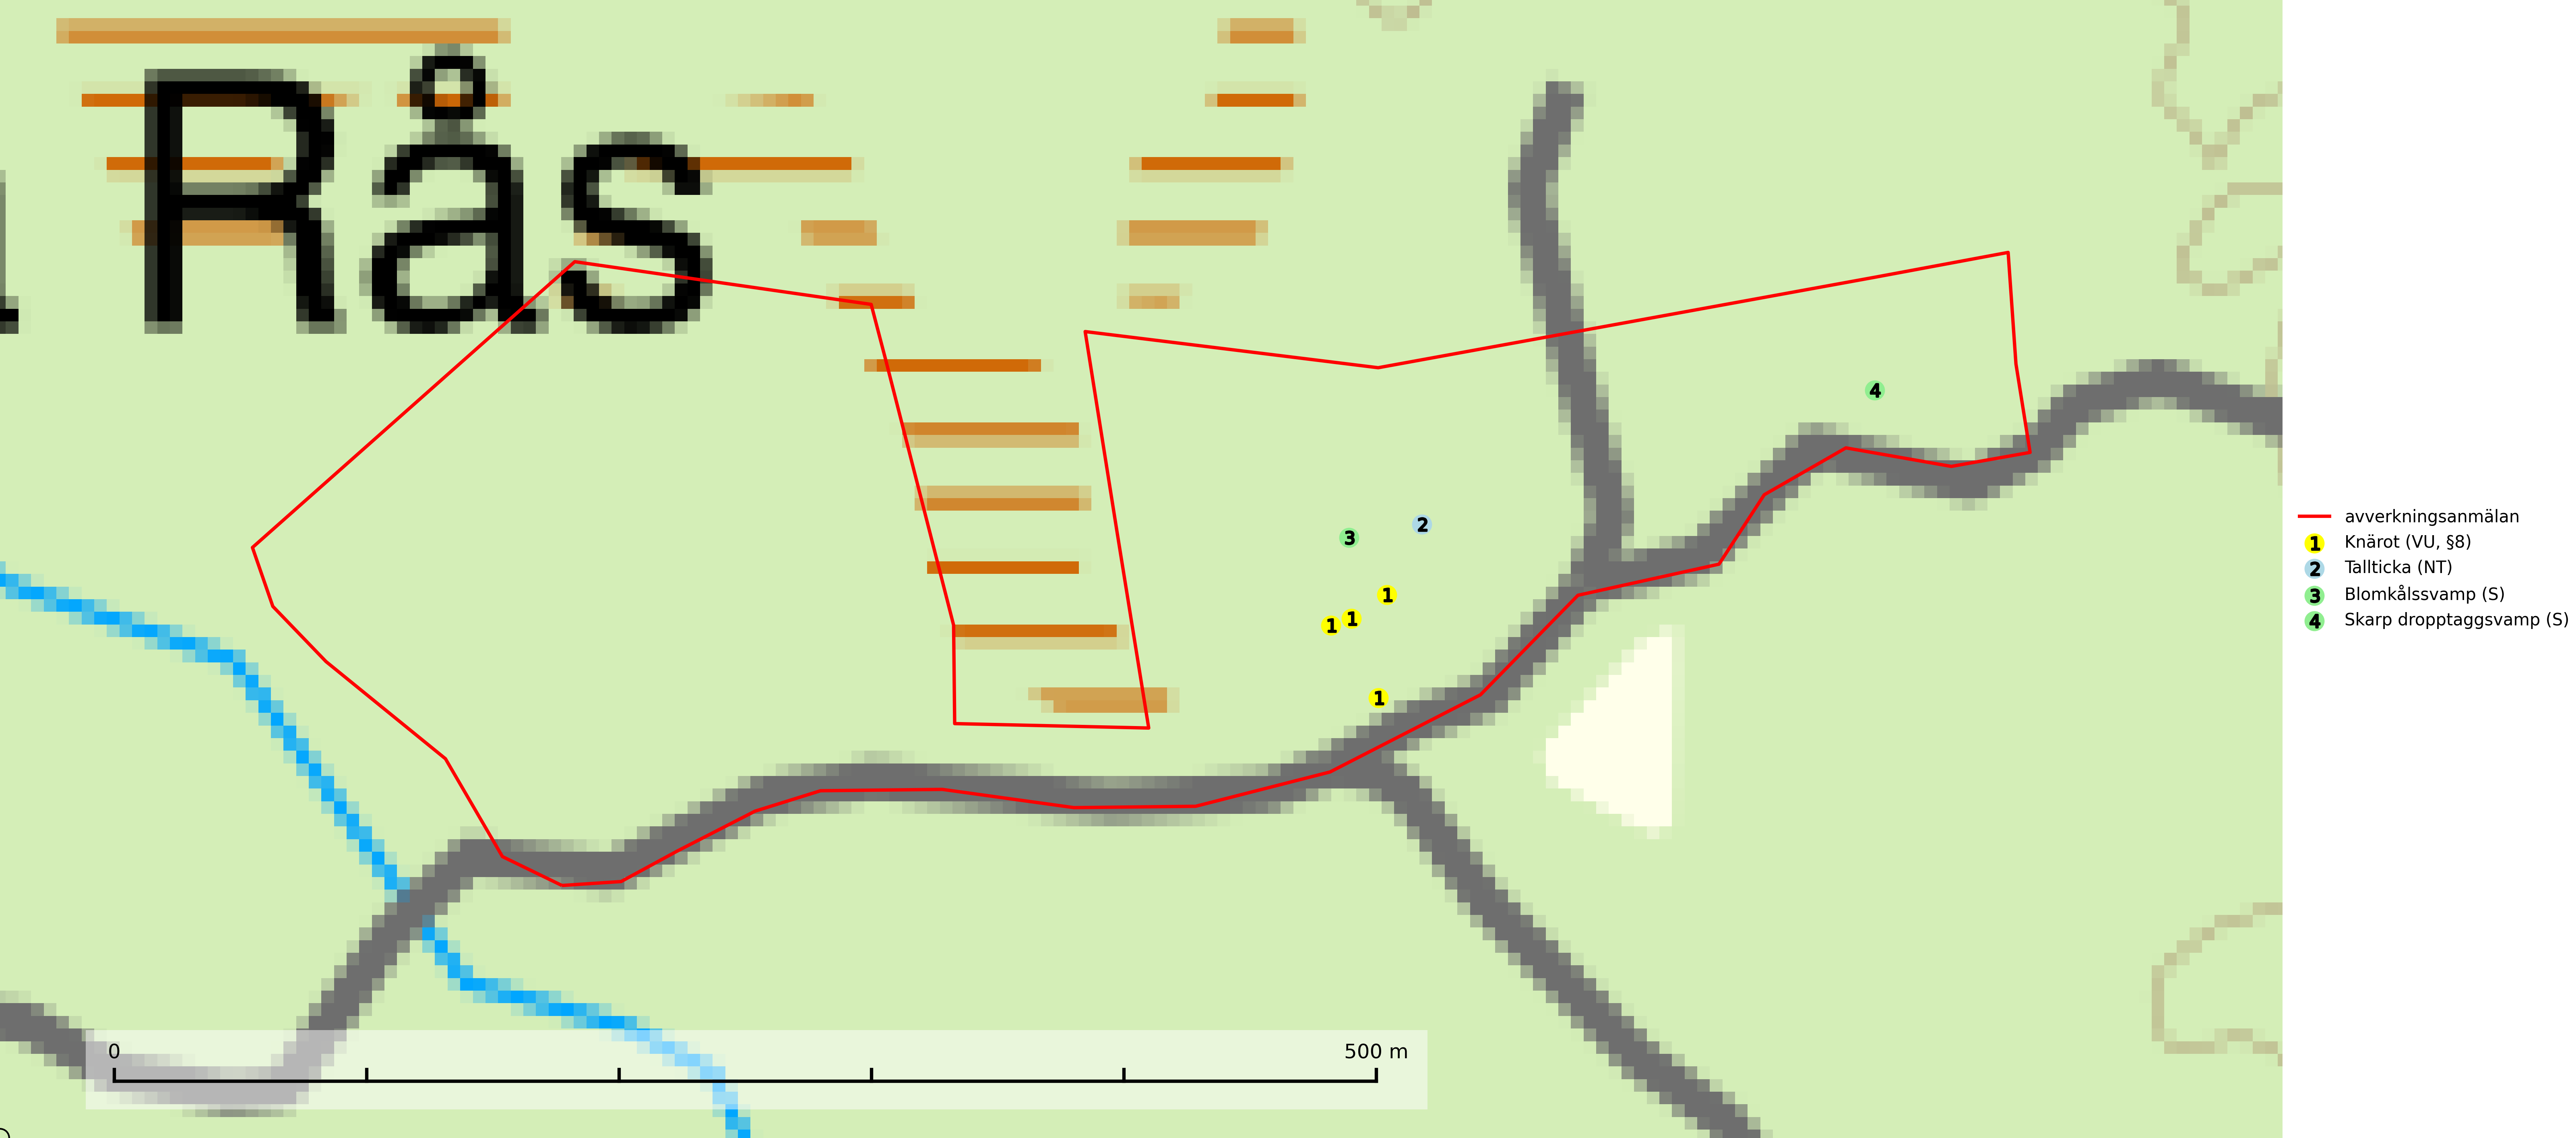 Rås
4
2
3
1
1
1
1
0
500 m
avverkningsanmälan
1 Knärot (VU, §8)
2 Tallticka (NT)
3 Blomkålssvamp (S)
4 Skarp dropptaggsvamp (S)